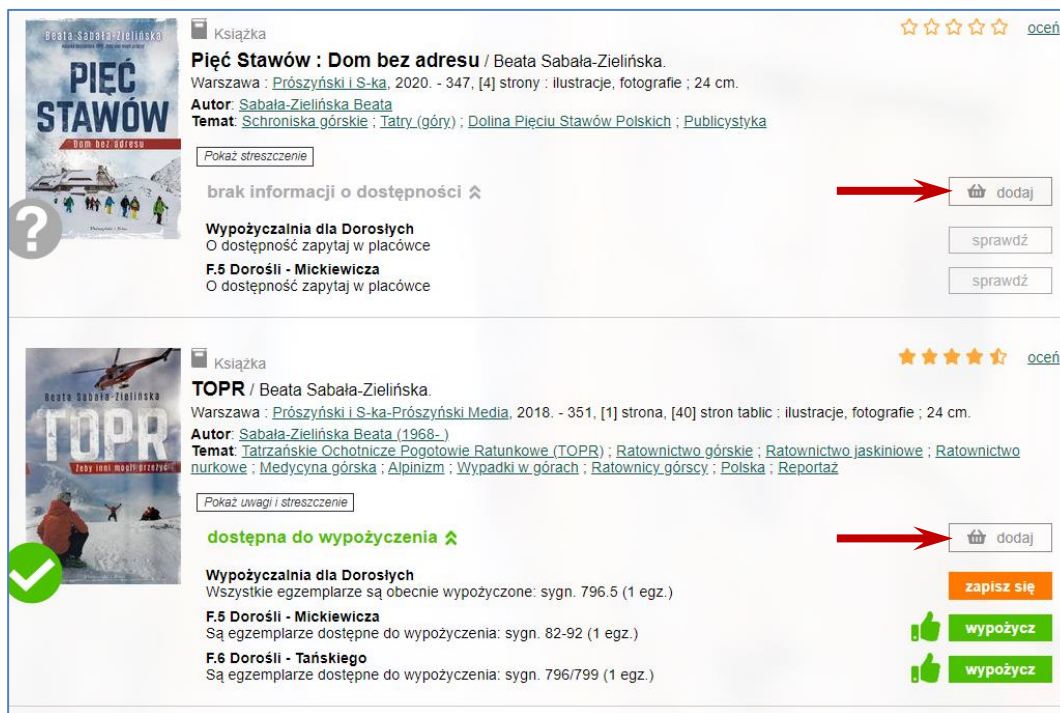 Beata Sabała-Zielińska
PIĘĆ
STAWÓW
Dom bez adresu
?
Książka
oceń
Pięć Stawów : Dom bez adresu / Beata Sabała-Zielińska.
Warszawa : Prószyński i S-ka, 2020. - 347, [4] strony : ilustracje, fotografie ; 24 cm.
Autor: Sabała-Zielińska Beata
Temat: Schroniska górskie ; Tatry (góry) ; Dolina Pięciu Stawów Polskich ; Publicystyka
Pokaż streszczenie
brak informacji o dostępności
dodaj
Wypożyczalnia dla Dorosłych
O dostępność zapytaj w placówce
sprawdź
F.5 Dorośli - Mickiewicza
O dostępność zapytaj w placówce
sprawdź
Beata Sabała-Zielińska
TOPR
Żeby inni mogli przeżyć
Książka
oceń
TOPR / Beata Sabała-Zielińska.
Warszawa : Prószyński i S-ka-Prószyński Media, 2018. - 351, [1] strona, [40] stron tablic : ilustracje, fotografie ; 24 cm.
Autor: Sabała-Zielińska Beata (1968- )
Temat: Tatrzańskie Ochotnicze Pogotowie Ratunkowe (TOPR) ; Ratownictwo górskie ; Ratownictwo jaskiniowe ; Ratownictwo
nurkowe ; Medycyna górska ; Alpinizm ; Wypadki w górach ; Ratownicy górscy ; Polska ; Reportaż
Pokaż uwagi i streszczenie
dostępna do wypożyczenia
dodaj
Wypożyczalnia dla Dorosłych
Wszystkie egzemplarze są obecnie wypożyczone: sygn. 796.5 (1 egz.)
zapisz się
F.5 Dorośli - Mickiewicza
Są egzemplarze dostępne do wypożyczenia: sygn. 82-92 (1 egz.)
wypożycz
F.6 Dorośli - Tańskiego
Są egzemplarze dostępne do wypożyczenia: sygn. 796/799 (1 egz.)
wypożycz